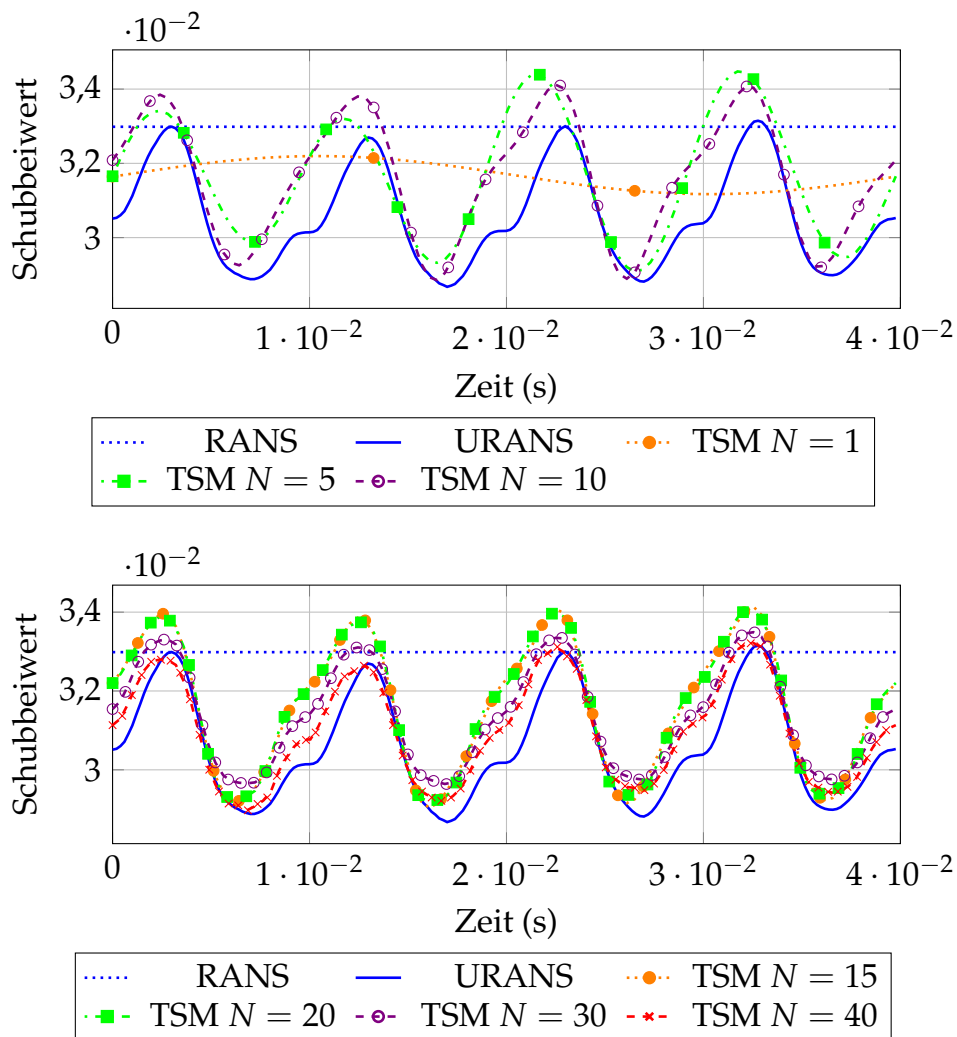 ·10⁻²
3,4
3,2
3
Schubbeiwert
0 1·10⁻² 2·10⁻² 3·10⁻² 4·10⁻²
Zeit (s)
RANS URANS TSM N = 1
TSM N = 5 TSM N = 10
·10⁻²
3,4
3,2
3
Schubbeiwert
0 1·10⁻² 2·10⁻² 3·10⁻² 4·10⁻²
Zeit (s)
RANS URANS TSM N = 15
TSM N = 20 TSM N = 30 TSM N = 40